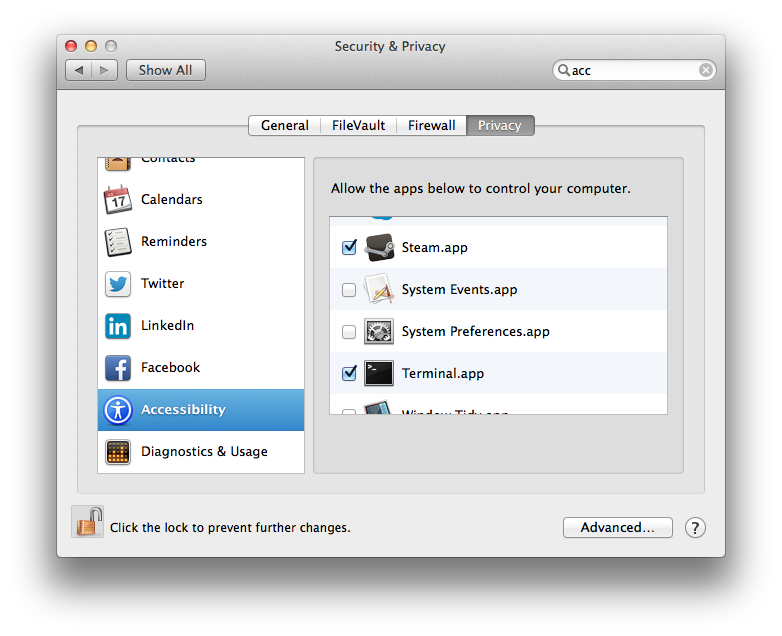 Security & Privacy
Show All
acc
General
FileVault
Firewall
Privacy
Contacts
Calendars
Reminders
Twitter
LinkedIn
Facebook
Accessibility
Diagnostics & Usage
Allow the apps below to control your computer.
Steam.app
System Events.app
System Preferences.app
Terminal.app
Window Tidy.app
Click the lock to prevent further changes.
Advanced...
?